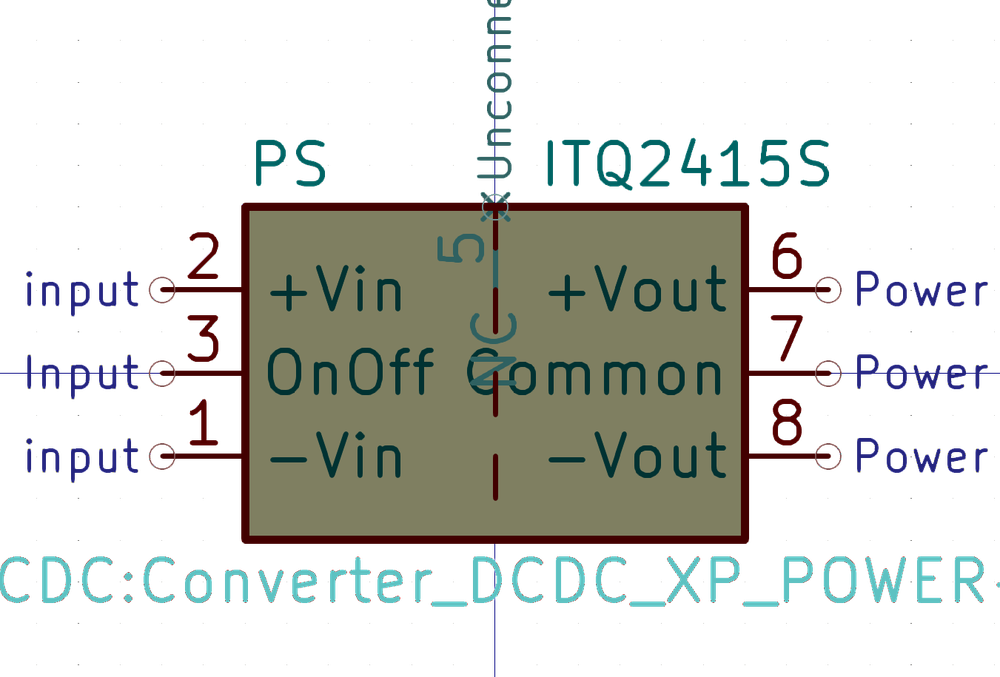 Unconne
PS ITQ2415S
5
input 2 +Vin +Vout 6 Power
Input 3 OnOff Common 7 Power
NC
input 1 -Vin -Vout 8 Power
CDC:Converter_DCDC_XP_POWER-